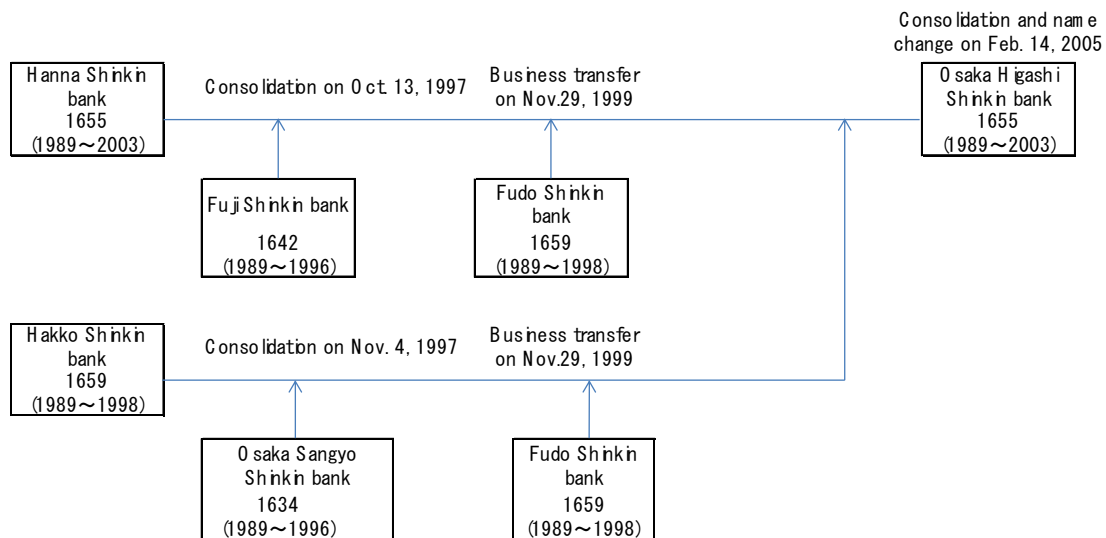 Consolidation and name
change on Feb. 14, 2005
Hanna Shinkin
bank
1655
(1989～2003)
Consolidation on Oct. 13, 1997
Business transfer
on Nov.29, 1999
Osaka Higashi
Shinkin bank
1655
(1989～2003)
Fuji Shinkin bank
1642
(1989～1996)
Fudo Shinkin
bank
1659
(1989～1998)
Hakko Shinkin
bank
1659
(1989～1998)
Consolidation on Nov. 4, 1997
Business transfer
on Nov.29, 1999
Osaka Sangyo
Shinkin bank
1634
(1989～1996)
Fudo Shinkin
bank
1659
(1989～1998)